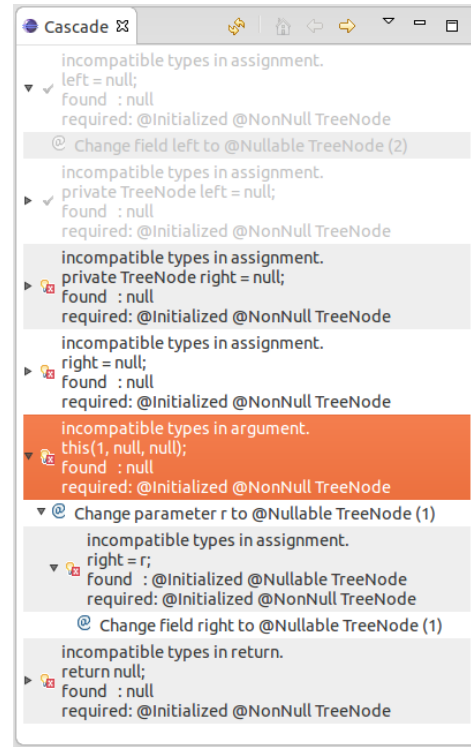 Cascade
incompatible types in assignment.
left = null;
found : null
required: @Initialized @NonNull TreeNode
@ Change field left to @Nullable TreeNode (2)
incompatible types in assignment.
private TreeNode left = null;
found : null
required: @Initialized @NonNull TreeNode
incompatible types in assignment.
private TreeNode right = null;
found : null
required: @Initialized @NonNull TreeNode
incompatible types in assignment.
right = null;
found : null
required: @Initialized @NonNull TreeNode
incompatible types in argument.
this(1, null, null);
found : null
required: @Initialized @NonNull TreeNode
@ Change parameter r to @Nullable TreeNode (1)
incompatible types in assignment.
right = r;
found : @Initialized @Nullable TreeNode
required: @Initialized @NonNull TreeNode
@ Change field right to @Nullable TreeNode (1)
incompatible types in return.
return null;
found : null
required: @Initialized @NonNull TreeNode